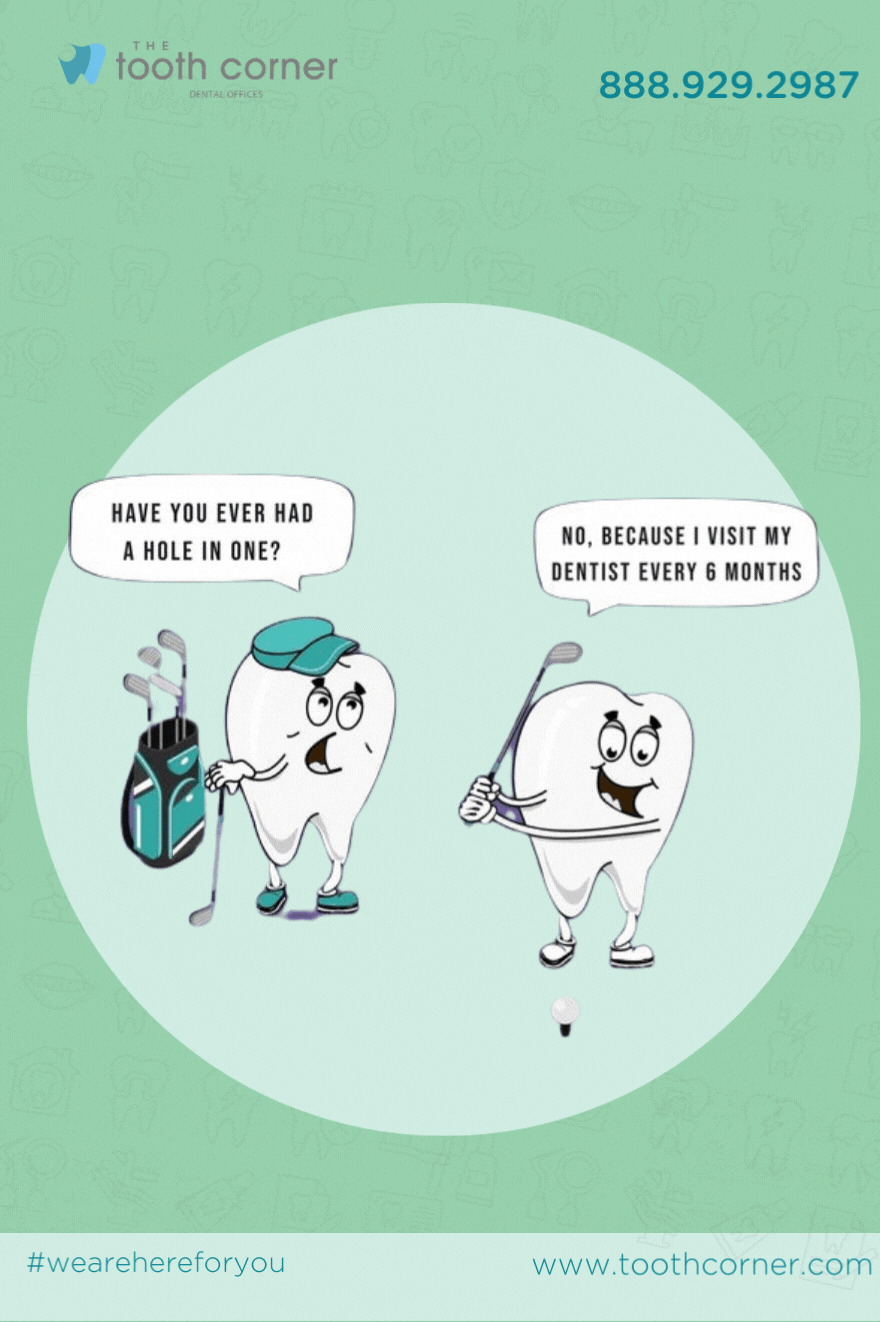 THE
tooth corner
DENTAL OFFICES
888.929.2987
HAVE YOU EVER HAD
A HOLE IN ONE?
NO, BECAUSE I VISIT MY
DENTIST EVERY 6 MONTHS
#wearehereforyou
www.toothcorner.com